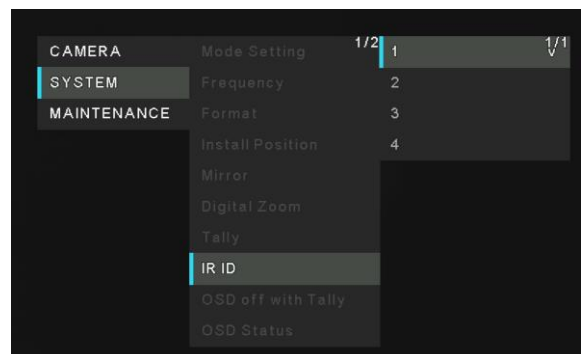 CAMERA
SYSTEM
MAINTENANCE
1/2
Mode Setting
Frequency
Format
Install Position
Mirror
Digital Zoom
Tally
IR ID
OSD off with Tally
OSD Status
1/1
1
2
3
4